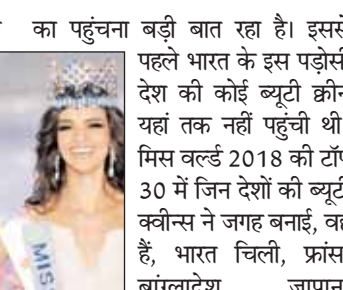 का पहुंचना बड़ी बात रहा है। इससे
पहले भारत के इस पड़ोसी
देश की कोई ब्यूटी क्वीन
यहां तक नहीं पहुंची थी
मिस वर्ल्ड 2018 की टॉप
30 में जिन देशों की ब्यूटी
क्वीन्स ने जगह बनाई, वह
हैं, भारत चिली, फ्रांस
बांग्लादेश जापान
MIS